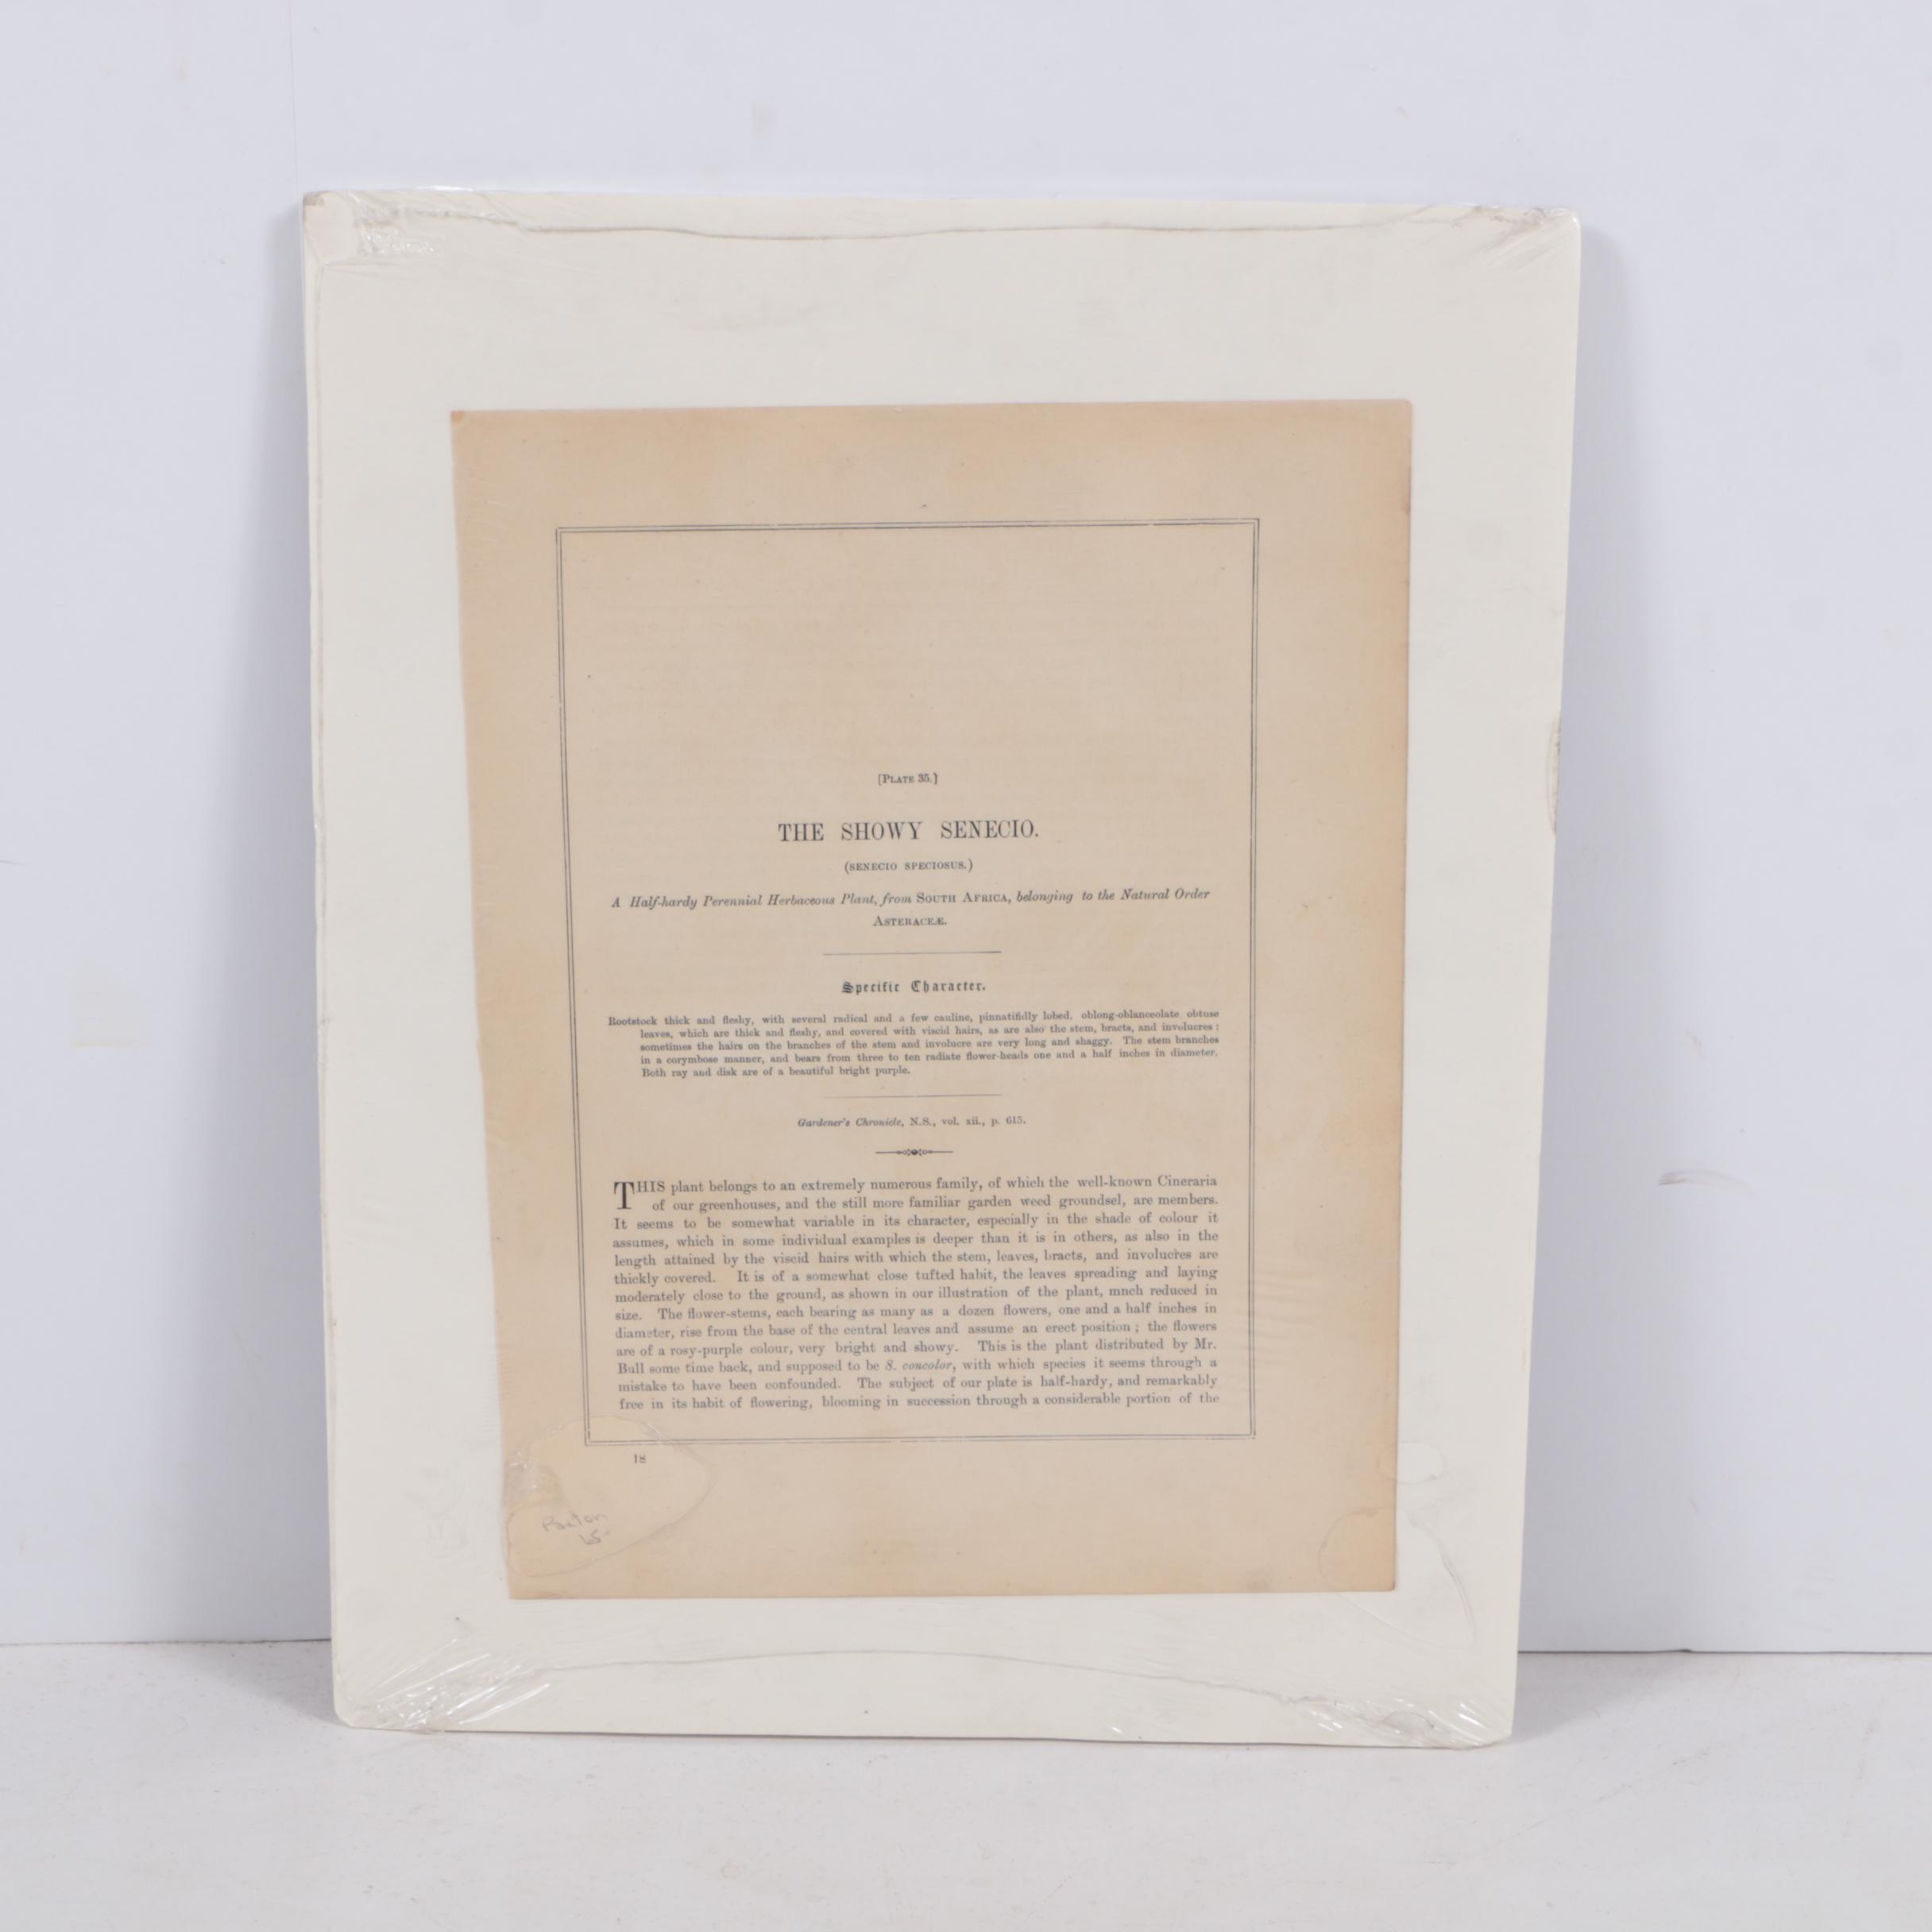 [PLATE 35.]
THE SHOWY SENECIO.
(SENECIO SPECIOSUS.)
A Half-hardy Perennial Herbaceous Plant, from SOUTH AFRICA, belonging to the Natural Order
ASTERACEÆ.
Specific Character.
Rootstock thick and fleshy, with several radical and a few cauline, pinnatifidly lobed, oblong-oblanceolate obtuse
leaves, which are thick and fleshy, and covered with viscid hairs, as are also the stem, bracts, and involucres:
sometimes the hairs on the branches of the stem and involucre are very long and shaggy. The stem branches
in a corymbose manner, and bears from three to ten radiate flower-heads one and a half inches in diameter.
Both ray and disk are of a beautiful bright purple.
Gardener's Chronicle, N.S., vol. xii., p. 615.
THIS plant belongs to an extremely numerous family, of which the well-known Cineraria
of our greenhouses, and the still more familiar garden weed groundsel, are members.
It seems to be somewhat variable in its character, especially in the shade of colour it
assumes, which in some individual examples is deeper than it is in others, as also in the
length attained by the viscid hairs with which the stem, leaves, bracts, and involucres are
thickly covered. It is of a somewhat close tufted habit, the leaves spreading and laying
moderately close to the ground, as shown in our illustration of the plant, mnch reduced in
size. The flower-stems, each bearing as many as a dozen flowers, one and a half inches in
diameter, rise from the base of the central leaves and assume an erect position; the flowers
are of a rosy-purple colour, very bright and showy. This is the plant distributed by Mr.
Bull some time back, and supposed to be S. concolor, with which species it seems through a
mistake to have been confounded. The subject of our plate is half-hardy, and remarkably
free in its habit of flowering, blooming in succession through a considerable portion of the
18